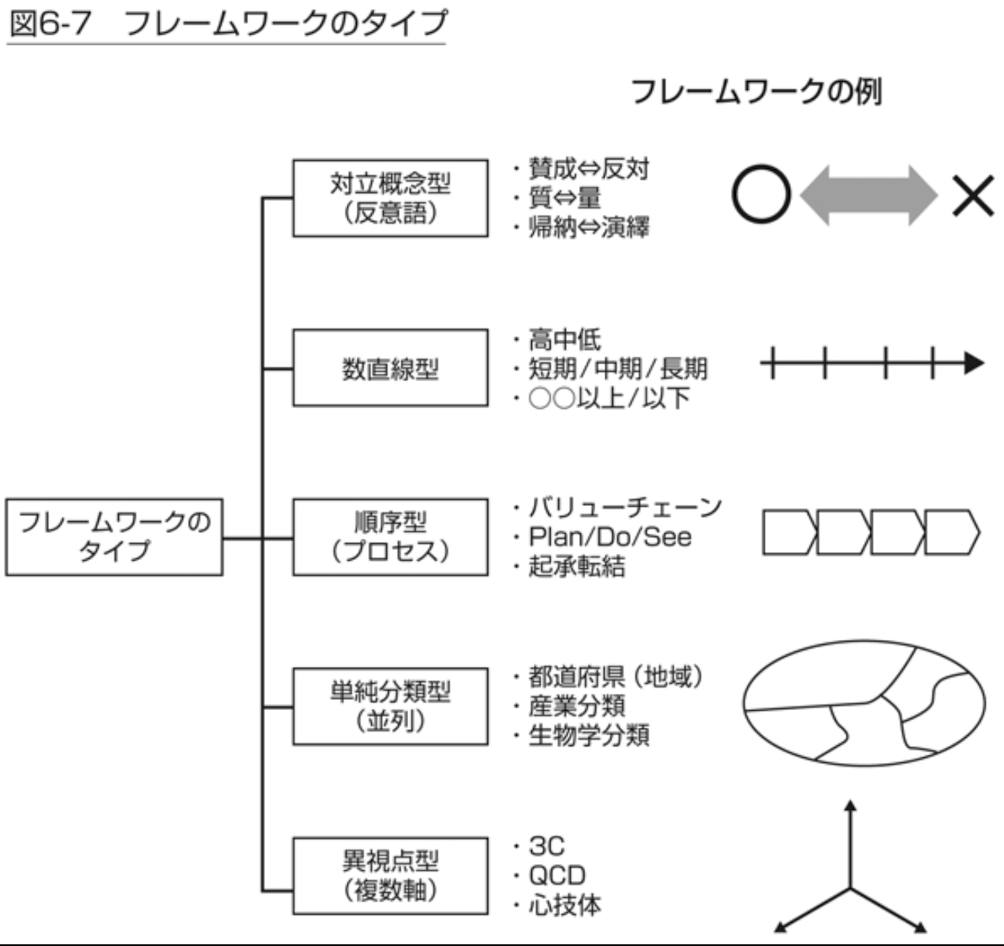 図6-7 フレームワークのタイプ
フレームワークの例
対立概念型
(反意語)
・賛成⇔反対
・質⇔量
・帰納⇔演繹
数直線型
・高中低
・短期/中期/長期
・○○以上/以下
フレームワークの
タイプ
順序型
(プロセス)
・バリューチェーン
・Plan/Do/See
・起承転結
単純分類型
(並列)
・都道府県(地域)
・産業分類
・生物学分類
異視点型
(複数軸)
・3C
・QCD
・心技体